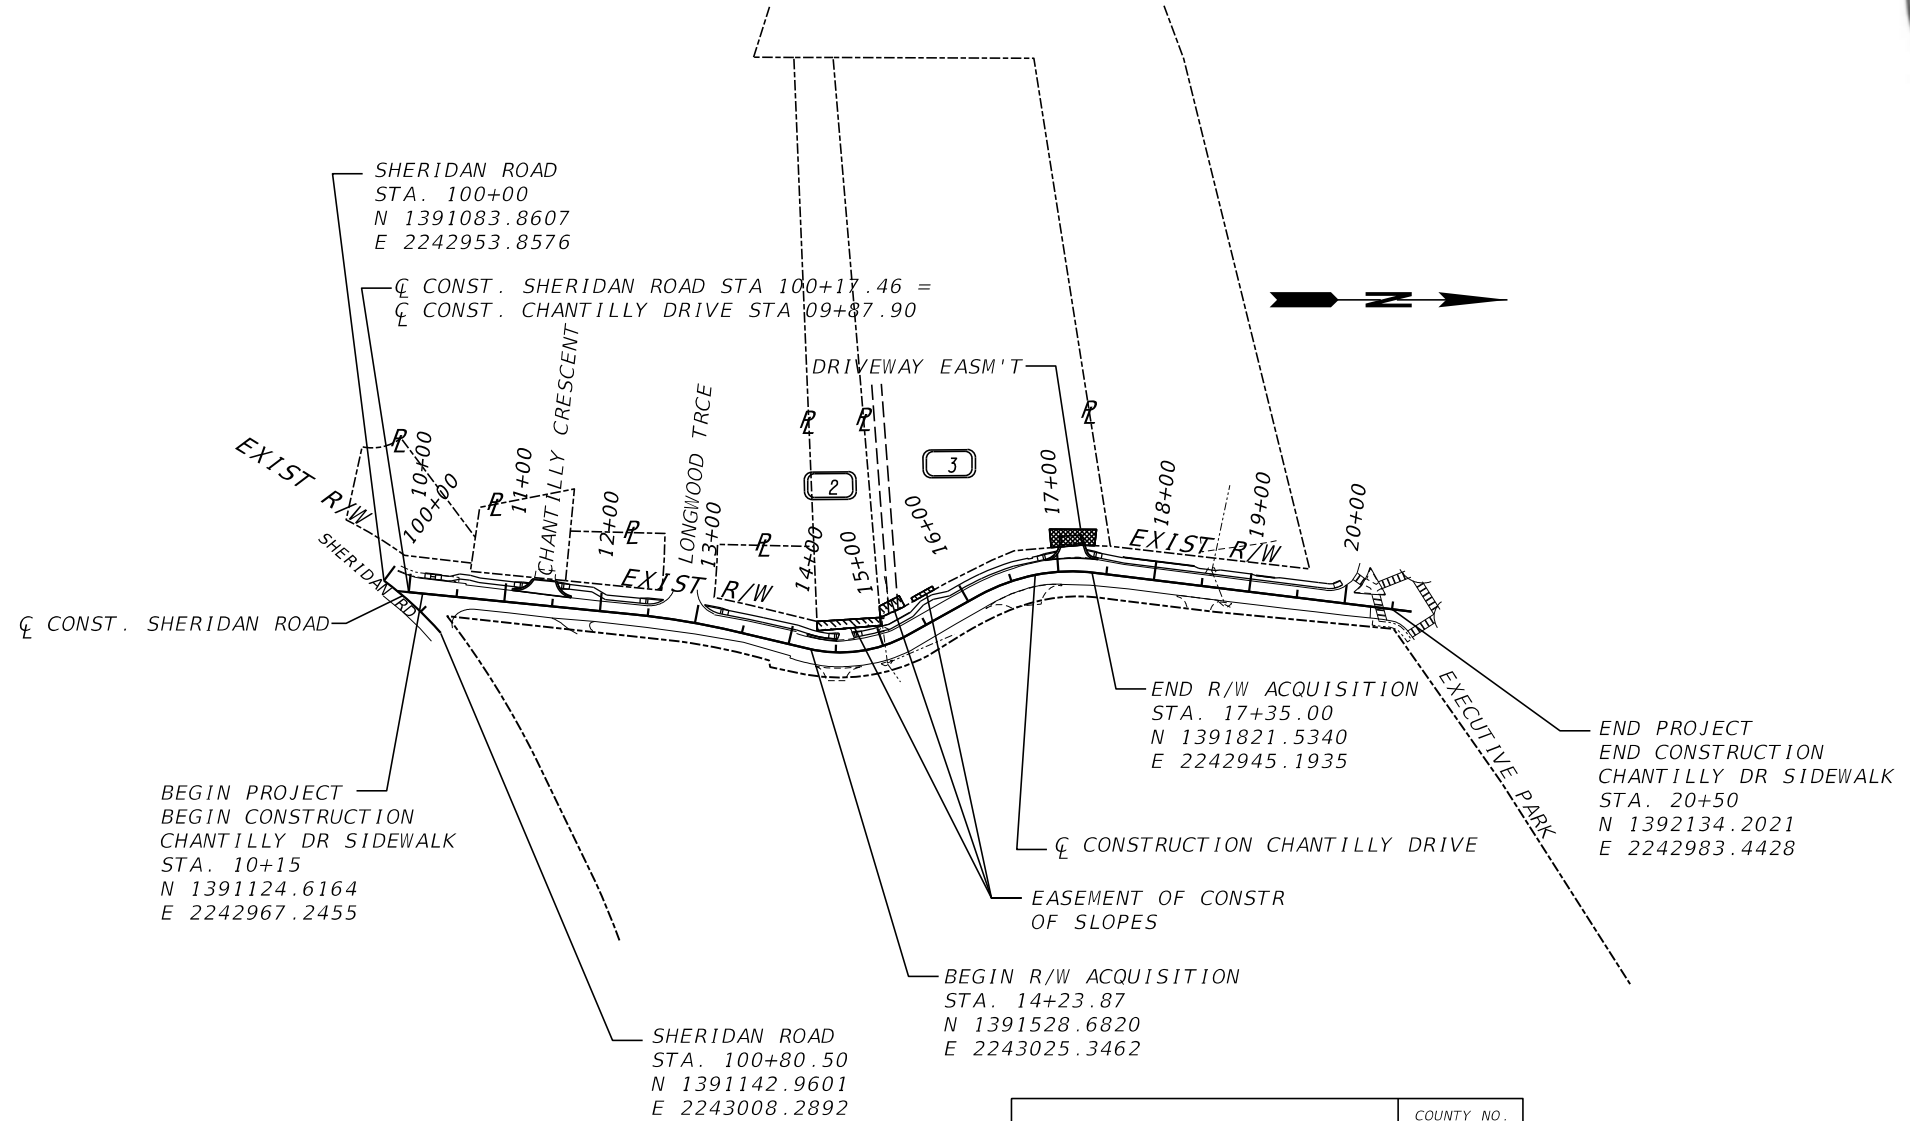 SHERIDAN ROAD
STA. 100+00
N 1391083.8607
E 2242953.8576
℄ CONST. SHERIDAN ROAD STA 100+17.46 =
℄ CONST. CHANTILLY DRIVE STA 09+87.90
N
DRIVEWAY EASM'T
CHANTILLY CRESCENT
LONGWOOD TRCE
EXIST R/W
SHERIDAN RD
10+00
100+00
11+00
12+00
13+00
14+00
15+00
16+00
17+00
18+00
19+00
20+00
PL
PL
PL
PL
PL
PL
PL
2
3
EXIST R/W
EXIST R/W
℄ CONST. SHERIDAN ROAD
END R/W ACQUISITION
STA. 17+35.00
N 1391821.5340
E 2242945.1935
EXECUTIVE PARK
END PROJECT
END CONSTRUCTION
CHANTILLY DR SIDEWALK
STA. 20+50
N 1392134.2021
E 2242983.4428
BEGIN PROJECT
BEGIN CONSTRUCTION
CHANTILLY DR SIDEWALK
STA. 10+15
N 1391124.6164
E 2242967.2455
℄ CONSTRUCTION CHANTILLY DRIVE
EASEMENT OF CONSTR
OF SLOPES
BEGIN R/W ACQUISITION
STA. 14+23.87
N 1391528.6820
E 2243025.3462
SHERIDAN ROAD
STA. 100+80.50
N 1391142.9601
E 2243008.2892
COUNTY NO.